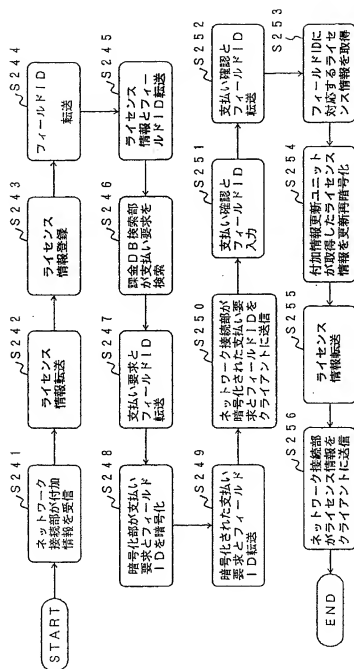 START
S241
ネットワーク
接続部が付加
情報を受信
S242
ライセンス
情報転送
S243
ライセンス
情報登録
S244
フィールドID
転送
S245
ライセンス
情報とフィー
ルドID転送
S246
課金DB検索部
が支払い要求を
検索
S247
支払い要求と
フィールドID
転送
S248
暗号化部が支払い
要求とフィールド
IDを暗号化
S249
暗号化された支払い
要求とフィールド
ID転送
S250
ネットワーク接続部が
暗号化された支払い要
求とフィールドIDを
クライアントに送信
S251
支払い確認と
フィールドID
入力
S252
支払い確認と
フィールドID
転送
S253
フィールドIDに
対応するライセ
ンス情報を取得
S254
付加情報更新ユニット
が取得したライセンス
情報を更新再暗号化
S255
ライセンス
情報転送
S256
ネットワーク接続部
がライセンス情報を
クライアントに送信
END